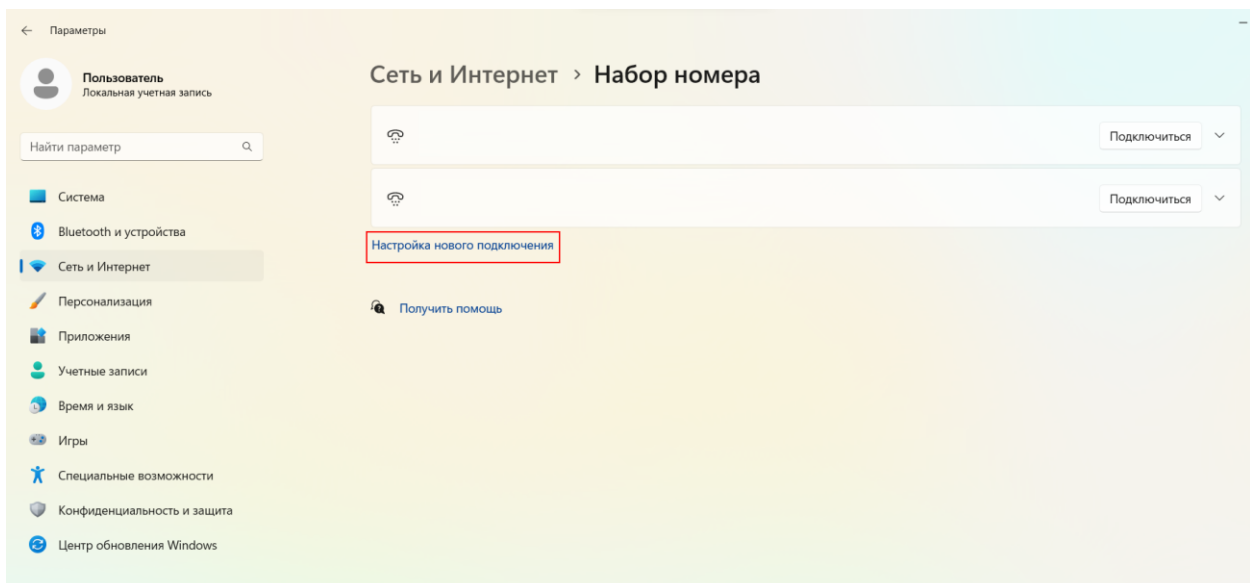 Параметры
Пользователь
Локальная учетная запись
Найти параметр
Система
Bluetooth и устройства
Сеть и Интернет
Персонализация
Приложения
Учетные записи
Время и язык
Игры
Специальные возможности
Конфиденциальность и защита
Центр обновления Windows
Сеть и Интернет > Набор номера
Подключиться
Подключиться
Настройка нового подключения
Получить помощь